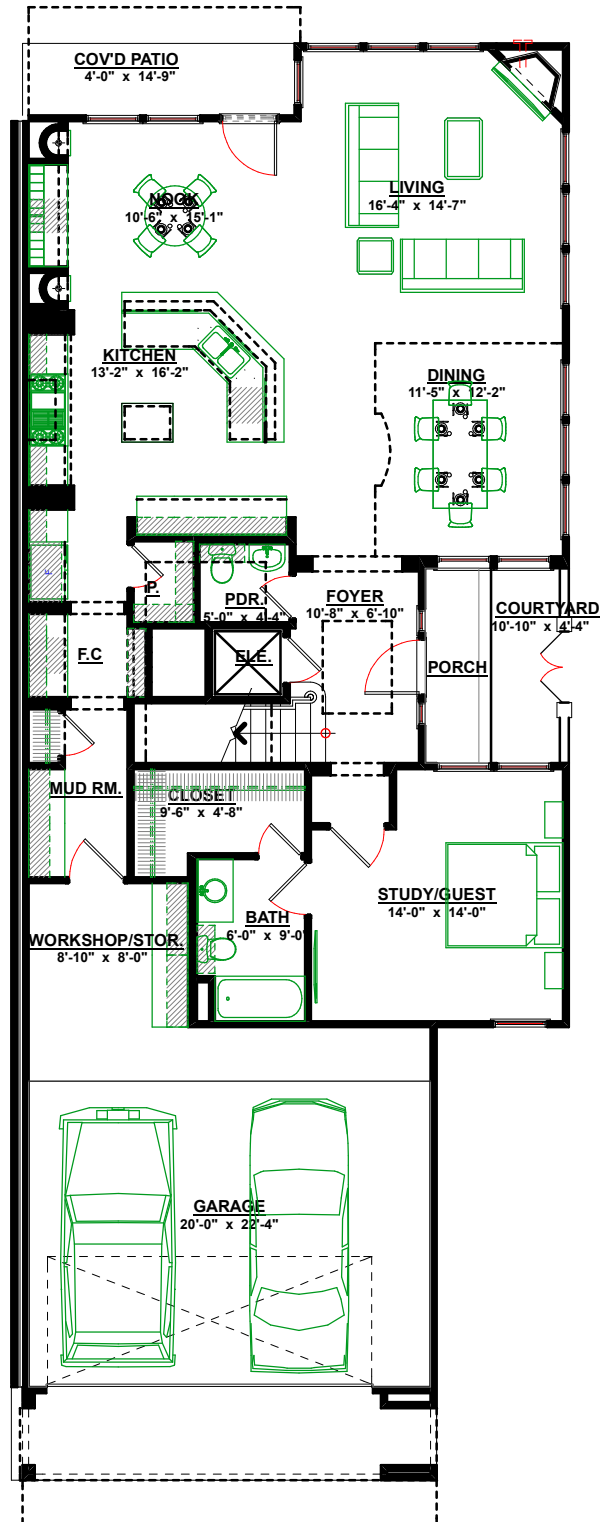 COV'D PATIO
4'-0" x 14'-9"
NOOK
10'-6" x 15'-1"
LIVING
16'-4" x 14'-7"
KITCHEN
13'-2" x 16'-2"
DINING
11'-5" x 12'-2"
F
P.
PDR.
5'-0" x 4'-4"
FOYER
10'-8" x 6'-10"
COURTYARD
10'-10" x 4'-4"
F.C
ELE.
PORCH
MUD RM.
CLOSET
9'-6" x 4'-8"
STUDY/GUEST
14'-0" x 14'-0"
BATH
6'-0" x 9'-0"
WORKSHOP/STOR.
8'-10" x 8'-0"
GARAGE
20'-0" x 22'-4"